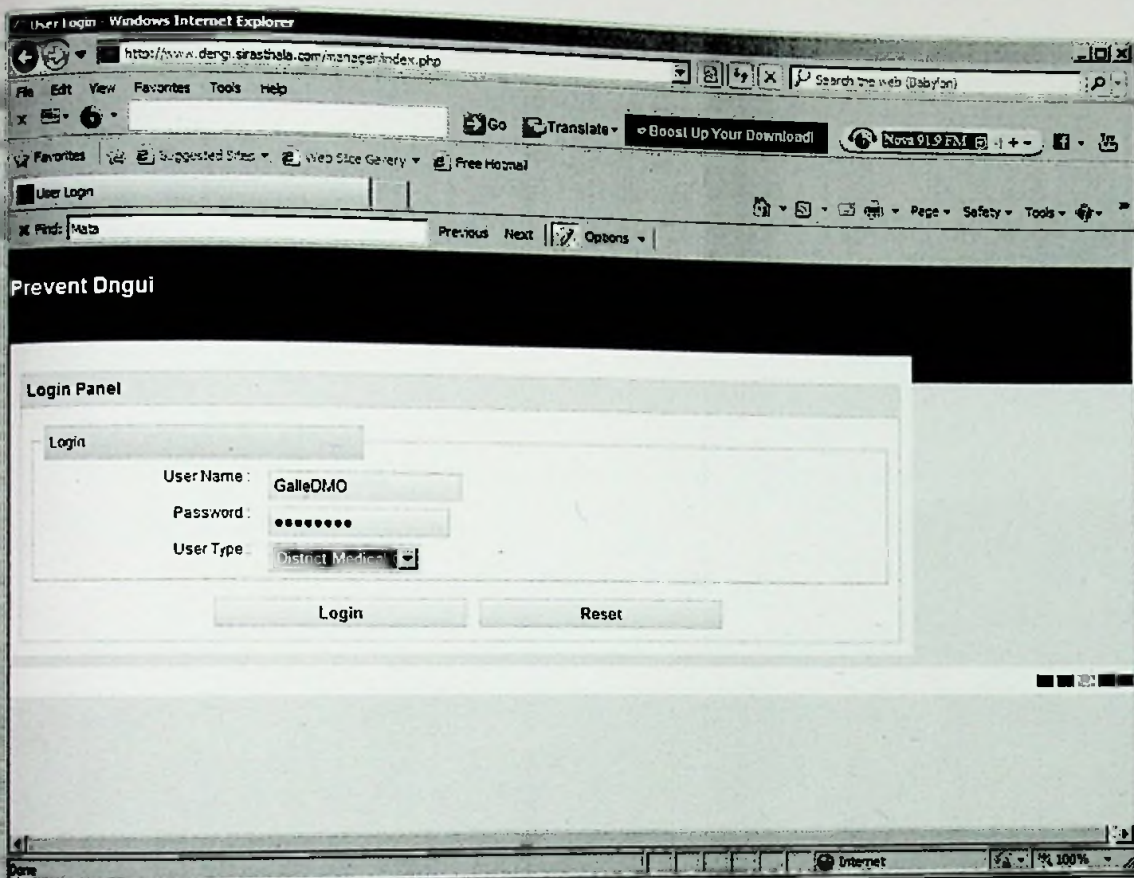 User Login - Windows Internet Explorer
http://www.dengi.sirasthala.com/manager/index.php
Search the web (Babylon)
File Edit View Favorites Tools Help
x Go Translate Boost Up Your Download! Nova 91.9 FM
Favorites Suggested Sites Web Slice Gallery Free Hotmail
User Login
Page Safety Tools
x Find: Mata Previous Next Options
Prevent Dngui
Login Panel
Login
User Name : GalleDMO
Password : ••••••••
User Type : District Medical
Login Reset
Done Internet 100%